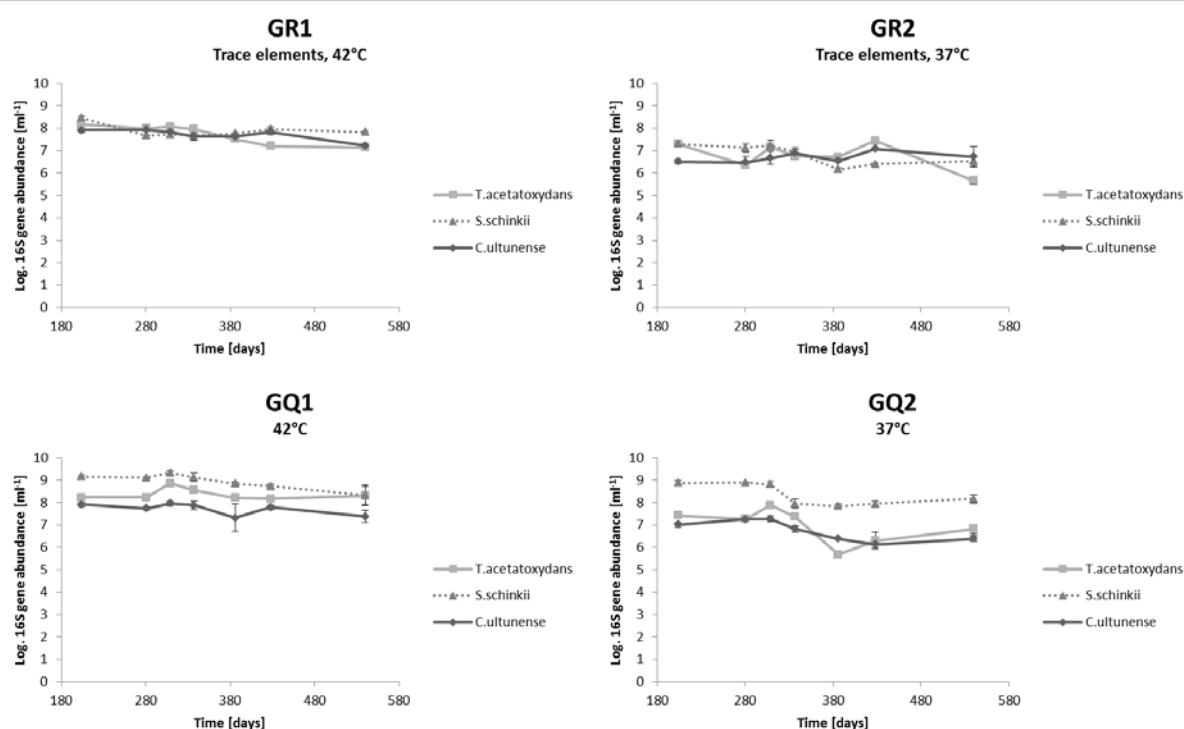 GR1
Trace elements, 42°C
Log. 16S gene abundance [ml⁻¹]
10
9
8
7
6
5
4
3
2
1
0
180 280 380 480 580
Time [days]
T.acetatoxydans
S.schinkii
C.ultunense
GR2
Trace elements, 37°C
Log. 16S gene abundance [ml⁻¹]
10
9
8
7
6
5
4
3
2
1
0
180 280 380 480 580
Time [days]
T.acetatoxydans
S.schinkii
C.ultunense
GQ1
42°C
Log. 16S gene abundance [ml⁻¹]
10
9
8
7
6
5
4
3
2
1
0
180 280 380 480 580
Time [days]
T.acetatoxydans
S.schinkii
C.ultunense
GQ2
37°C
Log. 16S gene abundance [ml⁻¹]
10
9
8
7
6
5
4
3
2
1
0
180 280 380 480 580
Time [days]
T.acetatoxydans
S.schinkii
C.ultunense